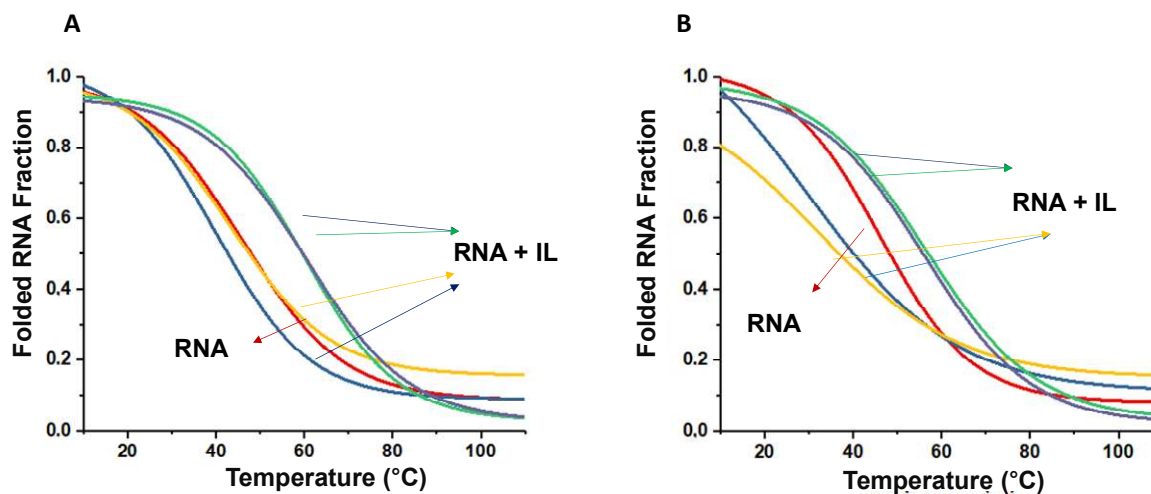 A
Folded RNA Fraction
1.0
0.8
0.6
0.4
0.2
0.0
RNA + IL
RNA
20 40 60 80 100
Temperature (°C)
B
Folded RNA Fraction
1.0
0.8
0.6
0.4
0.2
0.0
RNA + IL
RNA
20 40 60 80 100
Temperature (°C)